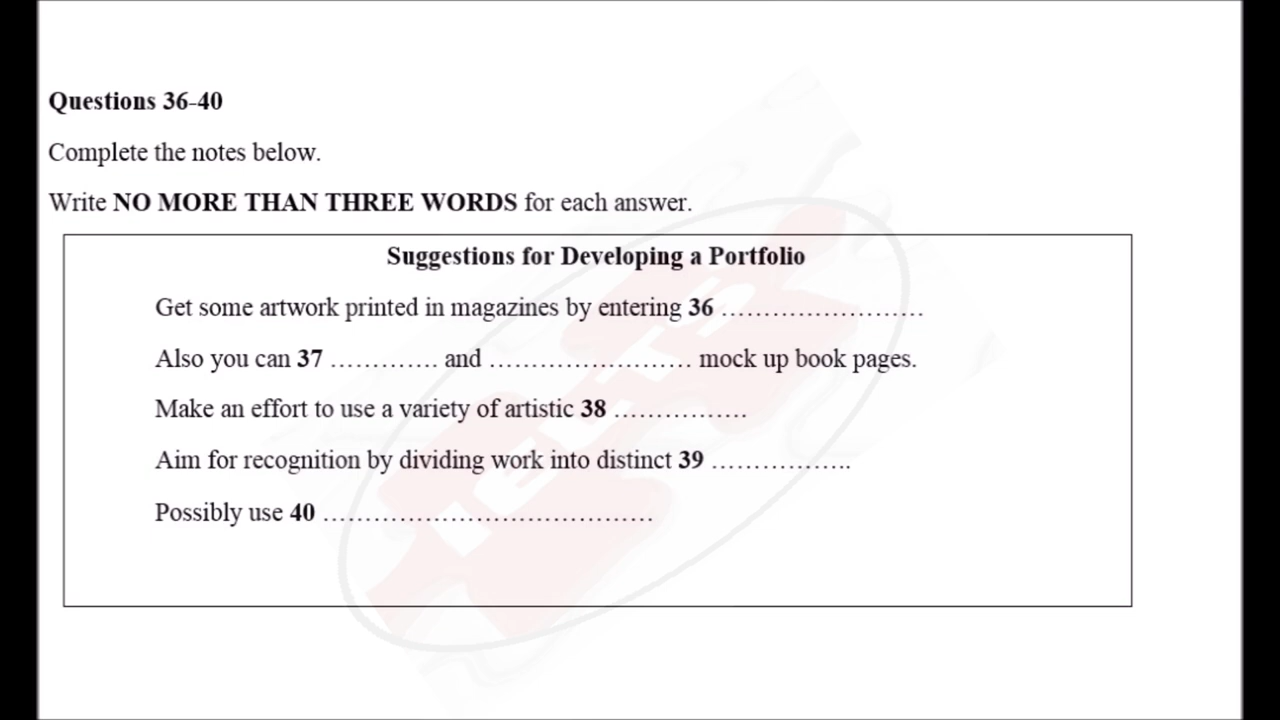 Questions 36-40
Complete the notes below.
Write NO MORE THAN THREE WORDS for each answer.
Suggestions for Developing a Portfolio
Get some artwork printed in magazines by entering 36 ........................
Also you can 37 ............. and ........................ mock up book pages.
Make an effort to use a variety of artistic 38 ................
Aim for recognition by dividing work into distinct 39 .................
Possibly use 40 .......................................
IELTS